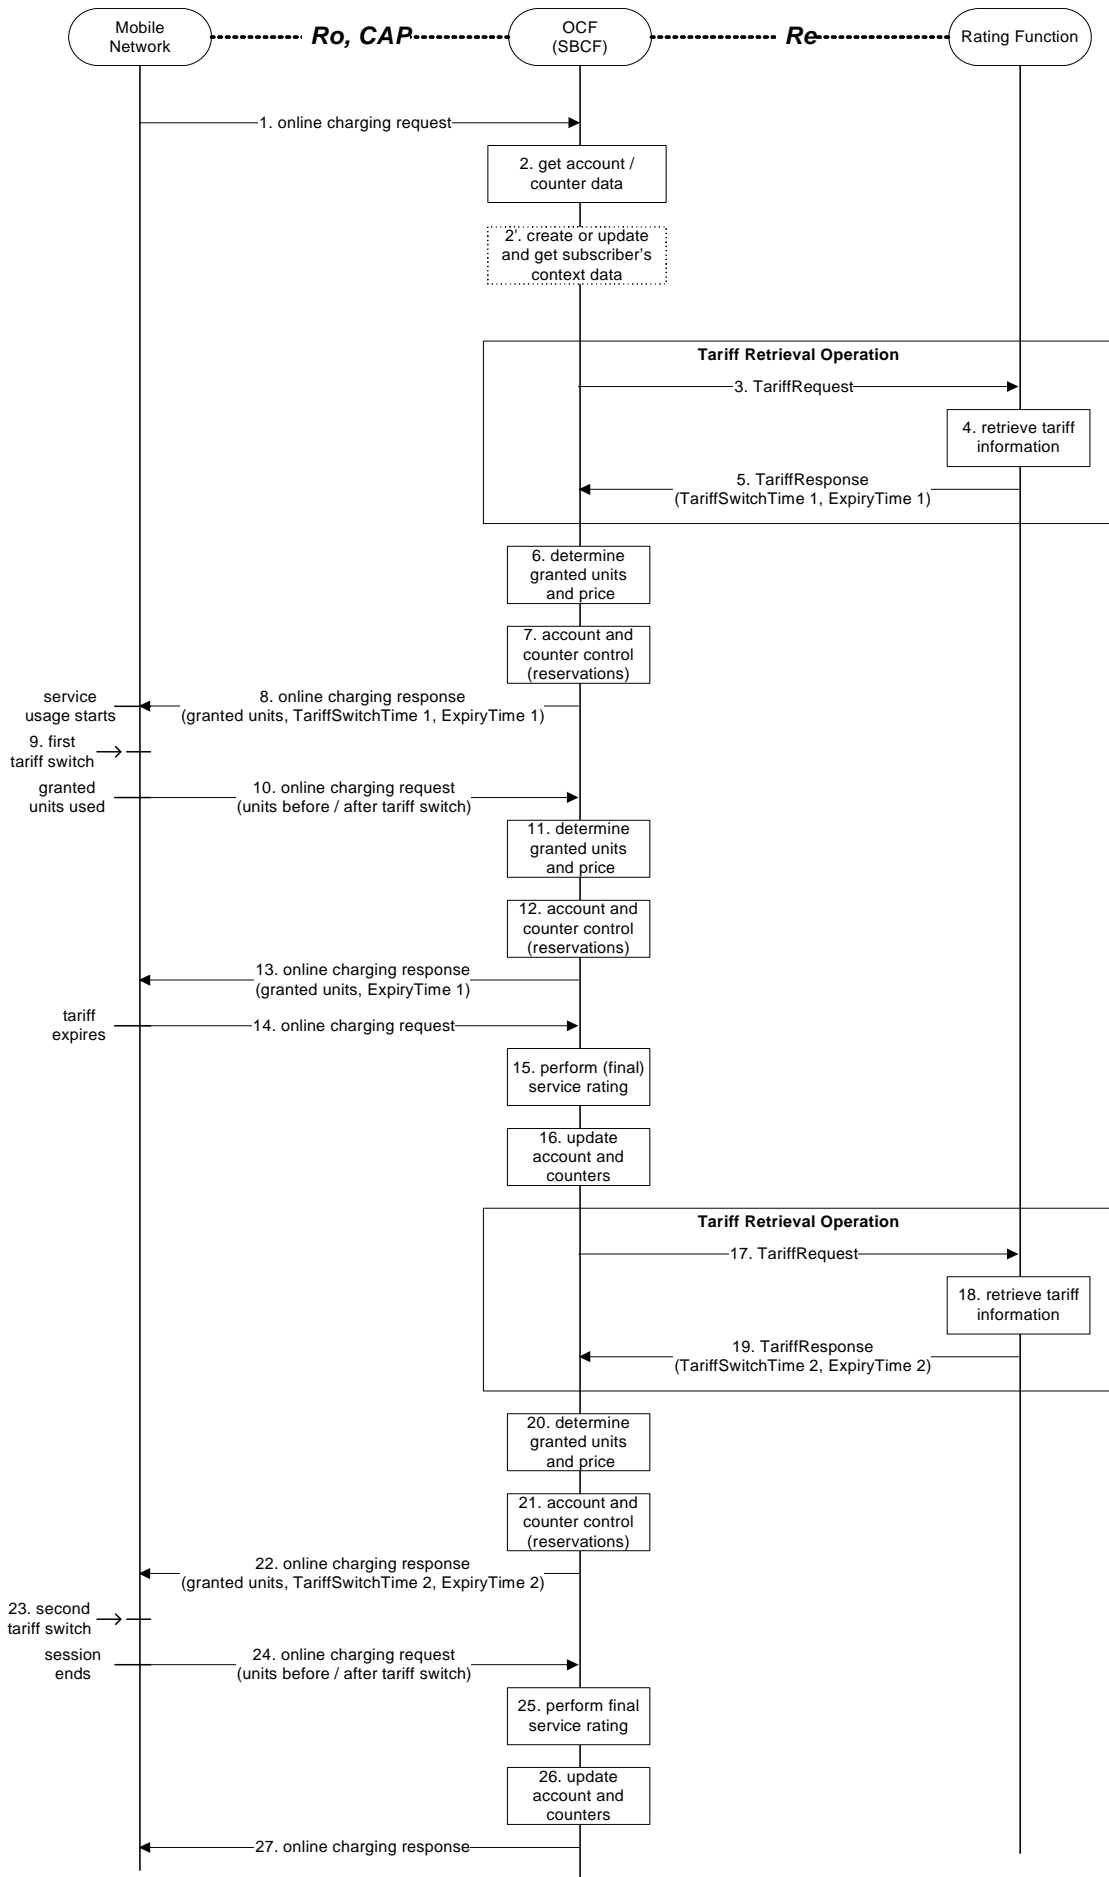 Mobile
Network
Ro, CAP
OCF
(SBCF)
Re
Rating Function
1. online charging request
2. get account /
counter data
2'. create or update
and get subscriber's
context data
Tariff Retrieval Operation
3. TariffRequest
4. retrieve tariff
information
5. TariffResponse
(TariffSwitchTime 1, ExpiryTime 1)
6. determine
granted units
and price
7. account and
counter control
(reservations)
service
usage starts
8. online charging response
(granted units, TariffSwitchTime 1, ExpiryTime 1)
9. first
tariff switch
granted
units used
10. online charging request
(units before / after tariff switch)
11. determine
granted units
and price
12. account and
counter control
(reservations)
13. online charging response
(granted units, ExpiryTime 1)
tariff
expires
14. online charging request
15. perform (final)
service rating
16. update
account and
counters
Tariff Retrieval Operation
17. TariffRequest
18. retrieve tariff
information
19. TariffResponse
(TariffSwitchTime 2, ExpiryTime 2)
20. determine
granted units
and price
21. account and
counter control
(reservations)
22. online charging response
(granted units, TariffSwitchTime 2, ExpiryTime 2)
23. second
tariff switch
session
ends
24. online charging request
(units before / after tariff switch)
25. perform final
service rating
26. update
account and
counters
27. online charging response